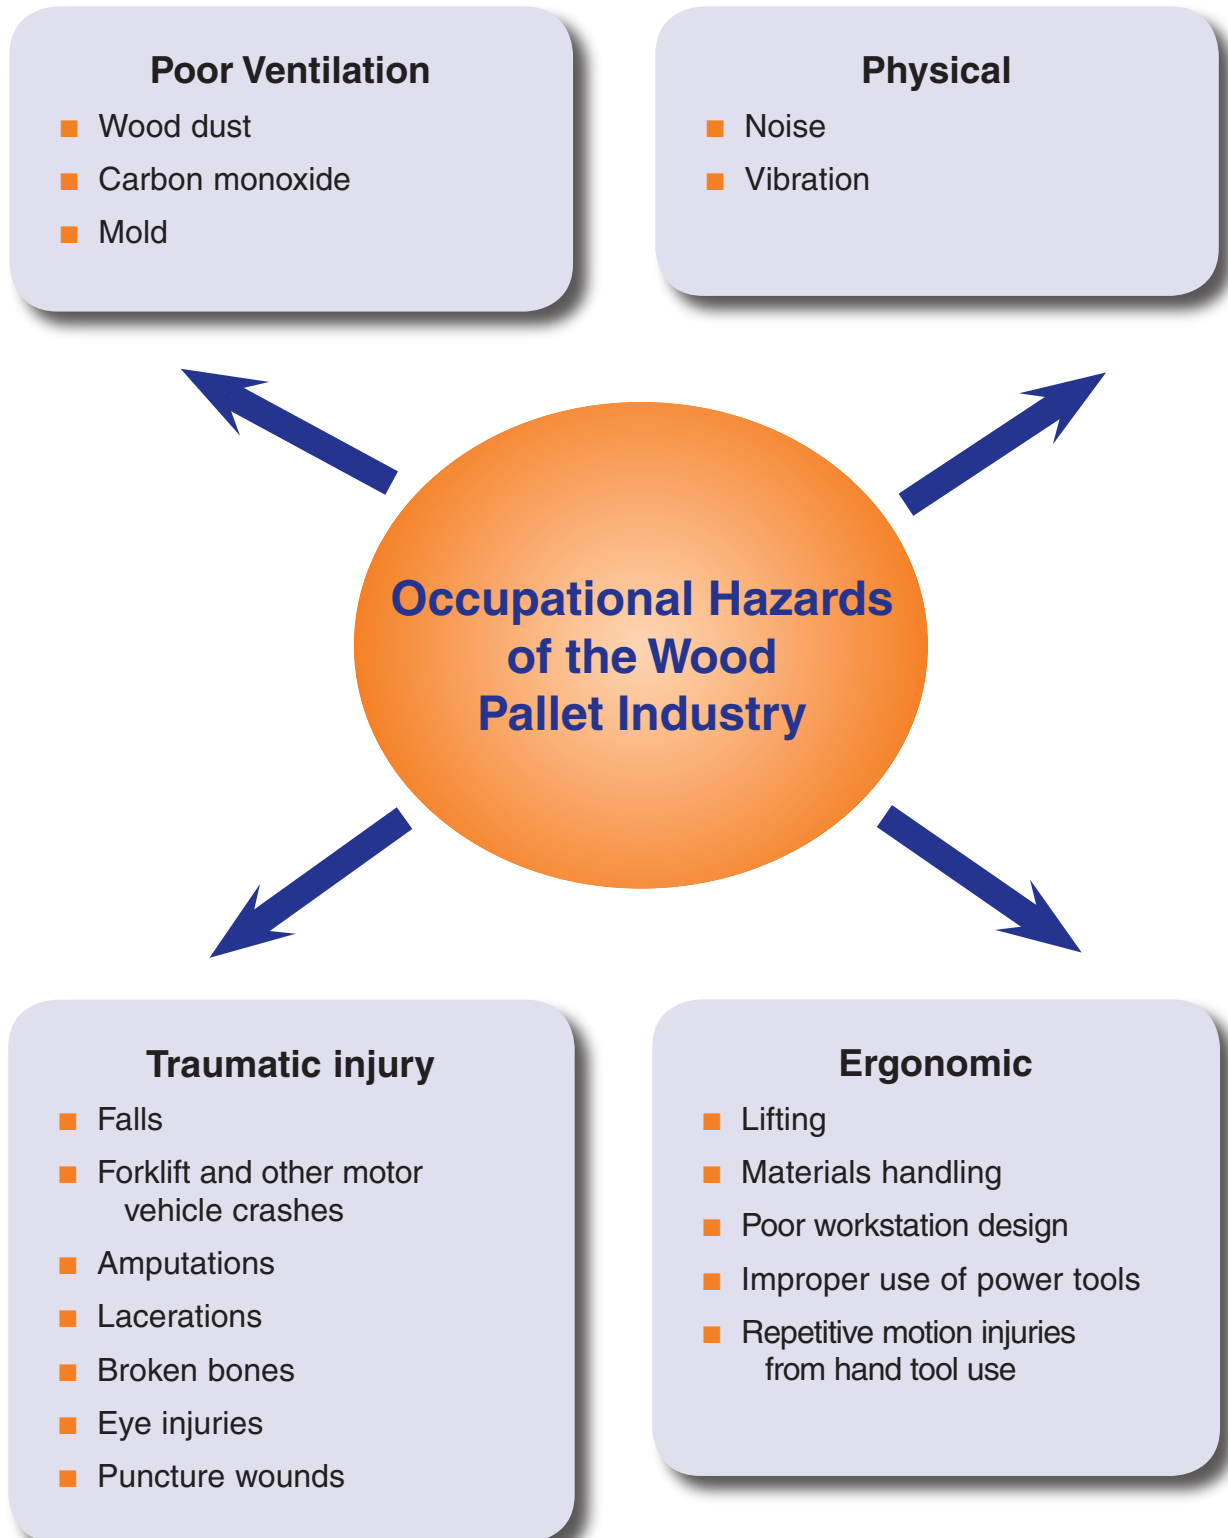 Poor Ventilation
■ Wood dust
■ Carbon monoxide
■ Mold
Physical
■ Noise
■ Vibration
Occupational Hazards
of the Wood
Pallet Industry
Traumatic injury
■ Falls
■ Forklift and other motor
vehicle crashes
■ Amputations
■ Lacerations
■ Broken bones
■ Eye injuries
■ Puncture wounds
Ergonomic
■ Lifting
■ Materials handling
■ Poor workstation design
■ Improper use of power tools
■ Repetitive motion injuries
from hand tool use